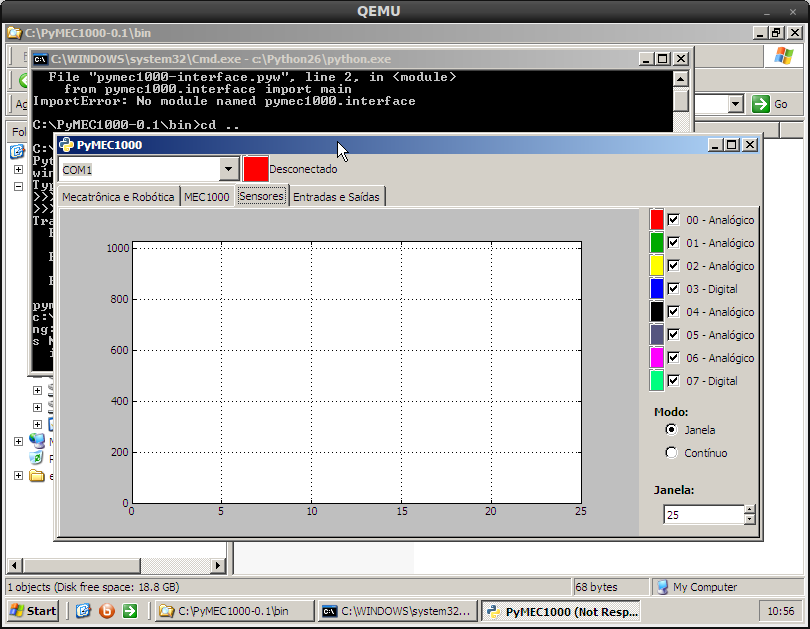 QEMU
C:\PyMEC1000-0.1\bin
C:\WINDOWS\system32\Cmd.exe - c:\Python26\python.exe
File "pymec1000-interface.pyw", line 2, in <module>
from pymec1000.interface import main
ImportError: No module named pymec1000.interface
C:\PyMEC1000-0.1\bin>cd ..
Go
PyMEC1000
COM1
Desconectado
Mecatrônica e Robótica
MEC1000
Sensores
Entradas e Saídas
1000
800
600
400
200
0
0 5 10 15 20 25
00 - Analógico
01 - Analógico
02 - Analógico
03 - Digital
04 - Analógico
05 - Analógico
06 - Analógico
07 - Digital
Modo:
Janela
Contínuo
Janela:
25
1 objects (Disk free space: 18.8 GB)
68 bytes
My Computer
Start
C:\PyMEC1000-0.1\bin
C:\WINDOWS\system32...
PyMEC1000 (Not Resp...
10:56